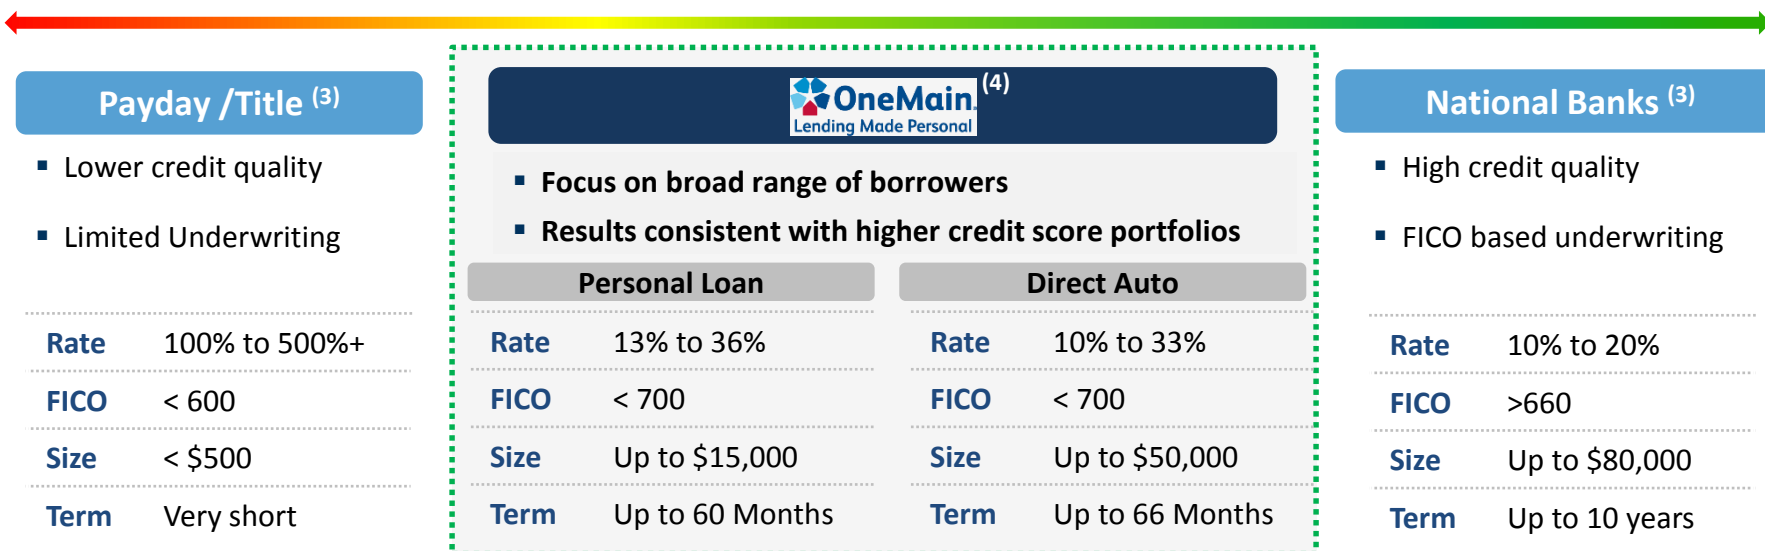 Payday /Title (3)
▪ Lower credit quality
▪ Limited Underwriting
Rate 100% to 500%+
FICO < 600
Size < $500
Term Very short
OneMain. (4)
Lending Made Personal
▪ Focus on broad range of borrowers
▪ Results consistent with higher credit score portfolios
Personal Loan
Rate 13% to 36%
FICO < 700
Size Up to $15,000
Term Up to 60 Months
Direct Auto
Rate 10% to 33%
FICO < 700
Size Up to $50,000
Term Up to 66 Months
National Banks (3)
▪ High credit quality
▪ FICO based underwriting
Rate 10% to 20%
FICO >660
Size Up to $80,000
Term Up to 10 years